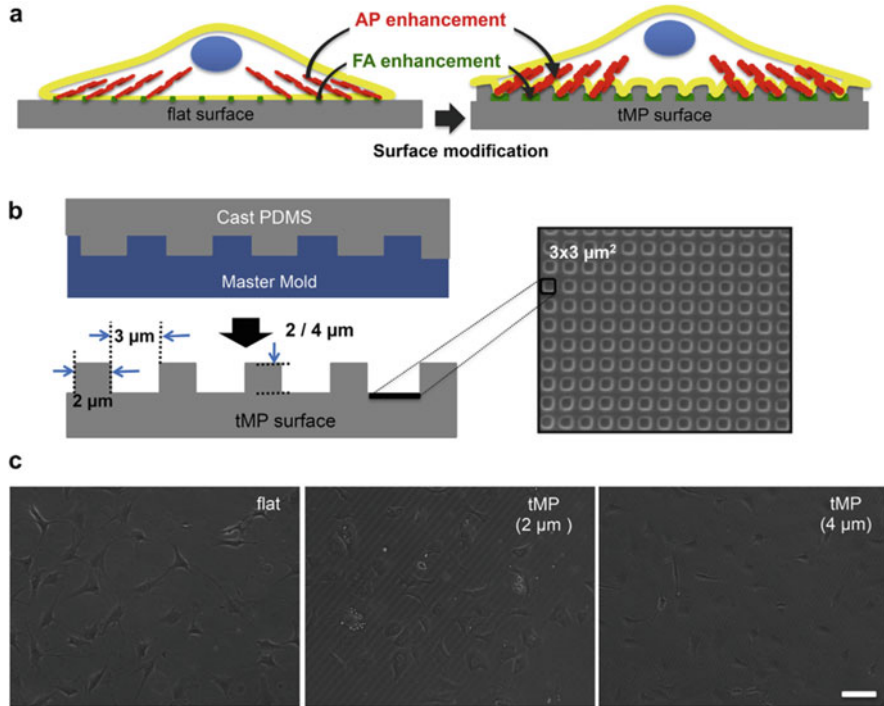 a
AP enhancement
FA enhancement
flat surface
tMP surface
Surface modification
b
Cast PDMS
Master Mold
3x3 µm²
3 µm
2 / 4 µm
2 µm
tMP surface
c
flat
tMP
(2 µm )
tMP
(4 µm)